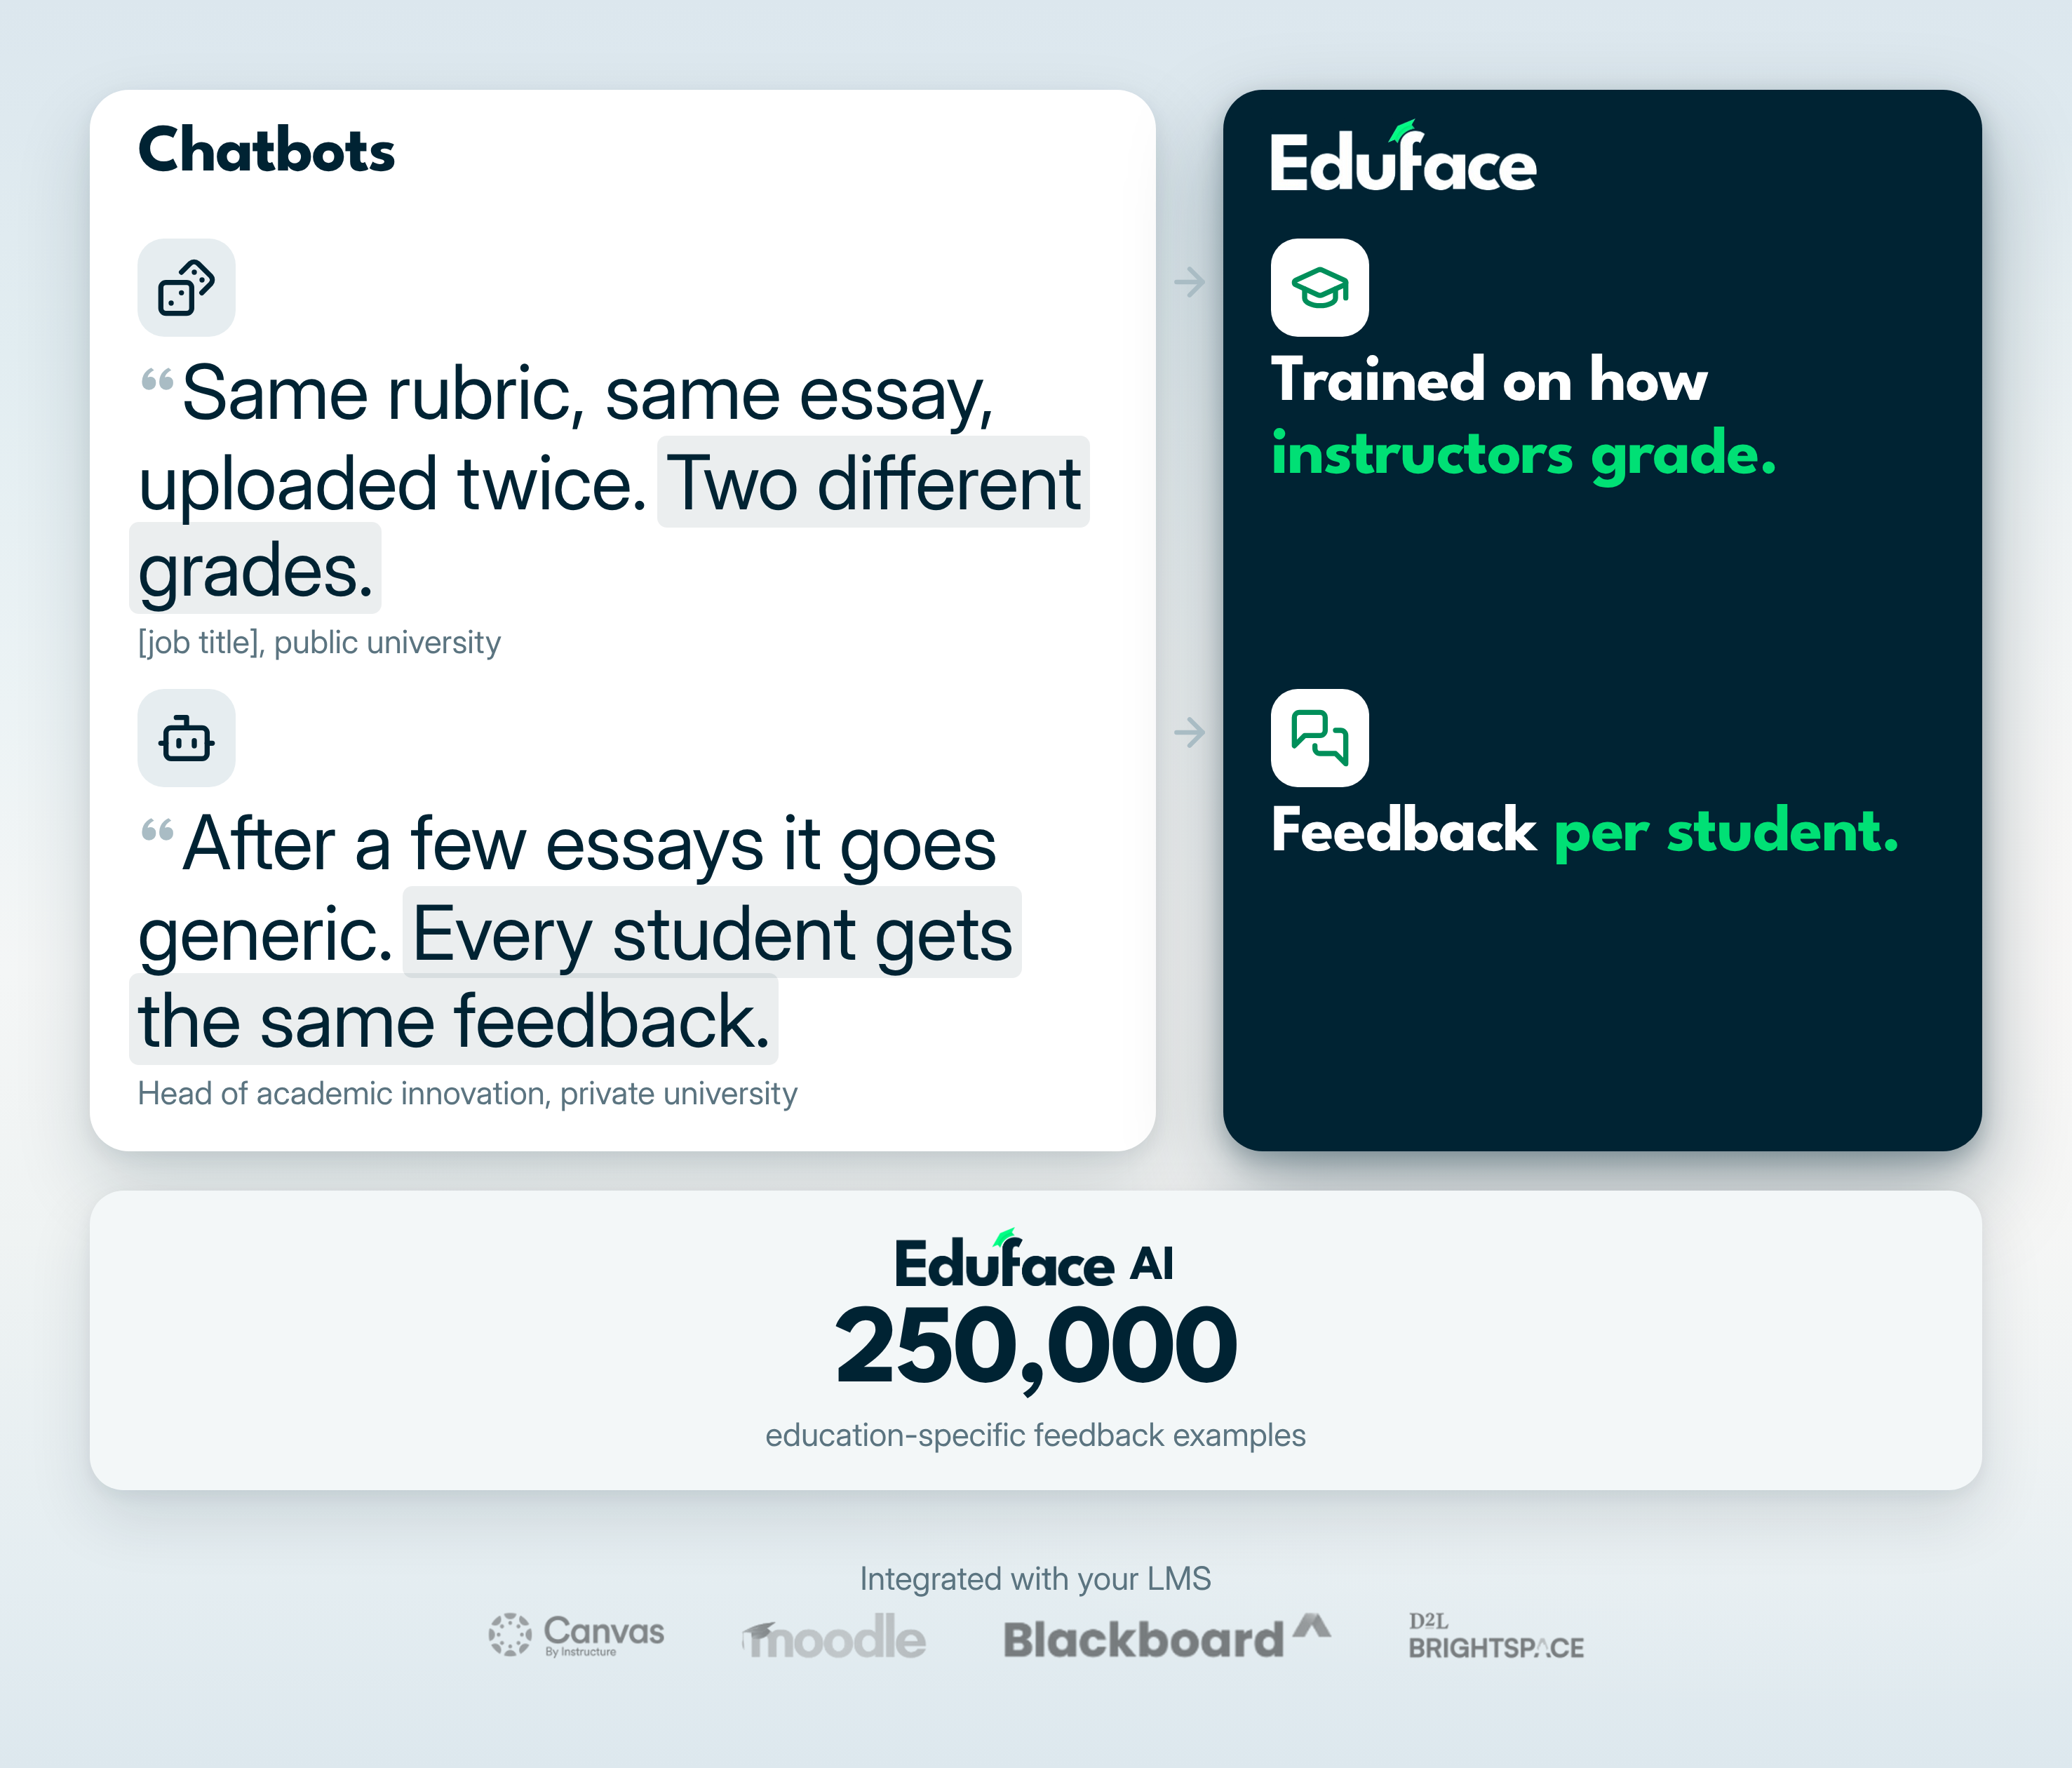 Chatbots
“Same rubric, same essay,
uploaded twice. Two different
grades.
[job title], public university
“After a few essays it goes
generic. Every student gets
the same feedback.
Head of academic innovation, private university
Eduface
Trained on how
instructors grade.
Feedback per student.
Eduface AI
250,000
education-specific feedback examples
Integrated with your LMS
Canvas
By Instructure
moodle
Blackboard
D2L
BRIGHTSPACE